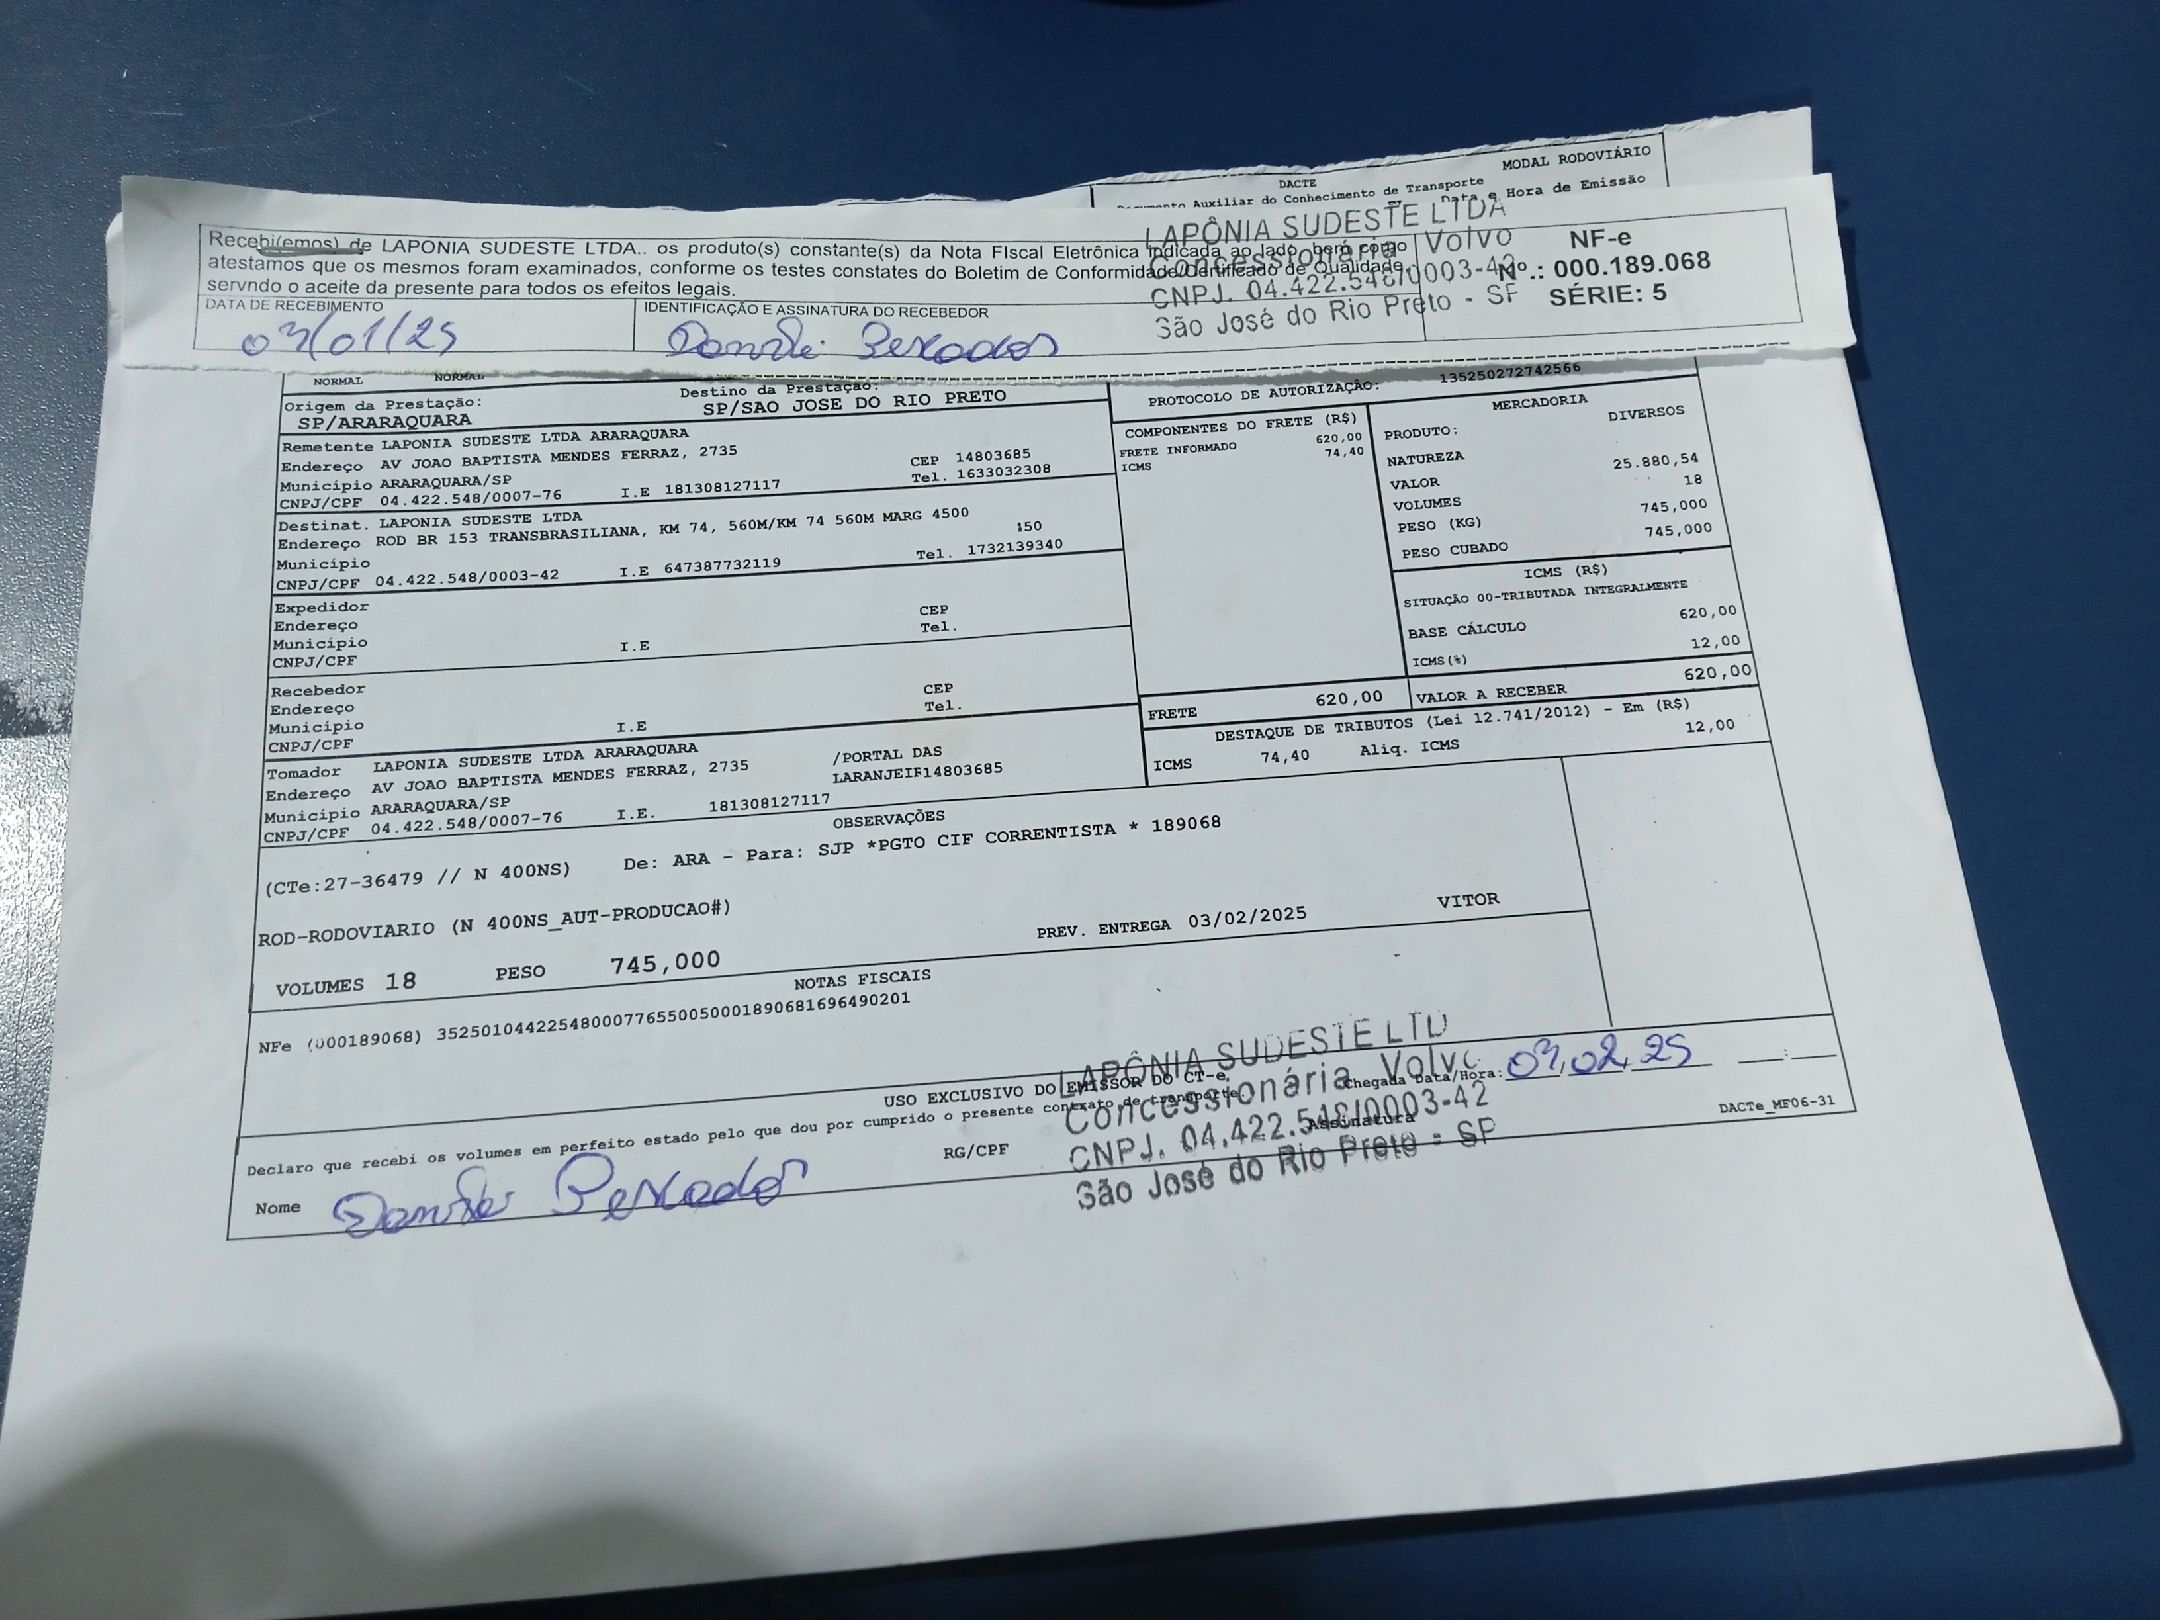 DACTE
MODAL RODOVIÁRIO
Auxiliar do Conhecimento de Transporte
Data e Hora de Emissão
Recebi(emos) de LAPONIA SUDESTE LTDA.. os produto(s) constante(s) da Nota FIscal Eletrônica indicada ao lado, bem como
atestamos que os mesmos foram examinados, conforme os testes constates do Boletim de Conformidade/Certificado de Qualidade,
servndo o aceite da presente para todos os efeitos legais.
DATA DE RECEBIMENTO
03/01/25
IDENTIFICAÇÃO E ASSINATURA DO RECEBEDOR
LAPÔNIA SUDESTE LTDA
Concessionária Volvo
CNPJ. 04.422.548/0003-42
São José do Rio Preto - SP
NF-e
Nº.: 000.189.068
SÉRIE: 5
NORMAL NORMAL
Origem da Prestação:
SP/ARARAQUARA
Destino da Prestação:
SP/SAO JOSE DO RIO PRETO
PROTOCOLO DE AUTORIZAÇÃO: 135250272742566
Remetente LAPONIA SUDESTE LTDA ARARAQUARA
Endereço AV JOAO BAPTISTA MENDES FERRAZ, 2735 CEP 14803685
Município ARARAQUARA/SP Tel. 1633032308
CNPJ/CPF 04.422.548/0007-76 I.E 181308127117
Destinat. LAPONIA SUDESTE LTDA
Endereço ROD BR 153 TRANSBRASILIANA, KM 74, 560M/KM 74 560M MARG 4500
Município 150
CNPJ/CPF 04.422.548/0003-42 I.E 647387732119 Tel. 1732139340
Expedidor
Endereço CEP
Município I.E Tel.
CNPJ/CPF
Recebedor
Endereço CEP
Município I.E Tel.
CNPJ/CPF
Tomador LAPONIA SUDESTE LTDA ARARAQUARA
Endereço AV JOAO BAPTISTA MENDES FERRAZ, 2735 /PORTAL DAS
Município ARARAQUARA/SP LARANJEIF14803685
CNPJ/CPF 04.422.548/0007-76 I.E. 181308127117
COMPONENTES DO FRETE (R$)
FRETE INFORMADO 620,00
ICMS 74,40
MERCADORIA
PRODUTO: DIVERSOS
NATUREZA
VALOR 25.880,54
VOLUMES 18
PESO (KG) 745,000
PESO CUBADO 745,000
ICMS (R$)
SITUAÇÃO 00-TRIBUTADA INTEGRALMENTE
BASE CÁLCULO 620,00
ICMS(%) 12,00
FRETE 620,00
VALOR A RECEBER 620,00
DESTAQUE DE TRIBUTOS (Lei 12.741/2012) - Em (R$)
ICMS 74,40 Aliq. ICMS 12,00
OBSERVAÇÕES
(CTe:27-36479 // N 400NS) De: ARA - Para: SJP *PGTO CIF CORRENTISTA * 189068
ROD-RODOVIARIO (N 400NS_AUT-PRODUCAO#)
PREV. ENTREGA 03/02/2025 VITOR
VOLUMES 18 PESO 745,000
NOTAS FISCAIS
NFe (000189068) 35250104422548000776550050001890681696490201
USO EXCLUSIVO DO EMISSOR DO CT-e
Declaro que recebi os volumes em perfeito estado pelo que dou por cumprido o presente contrato de transporte.
Chegada Data/Hora: 03,02,25
Nome
RG/CPF
Assinatura
LAPÔNIA SUDESTE LTD
Concessionária Volvo
CNPJ. 04.422.548/0003-42
São José do Rio Preto - SP
DACTe_MF06-31